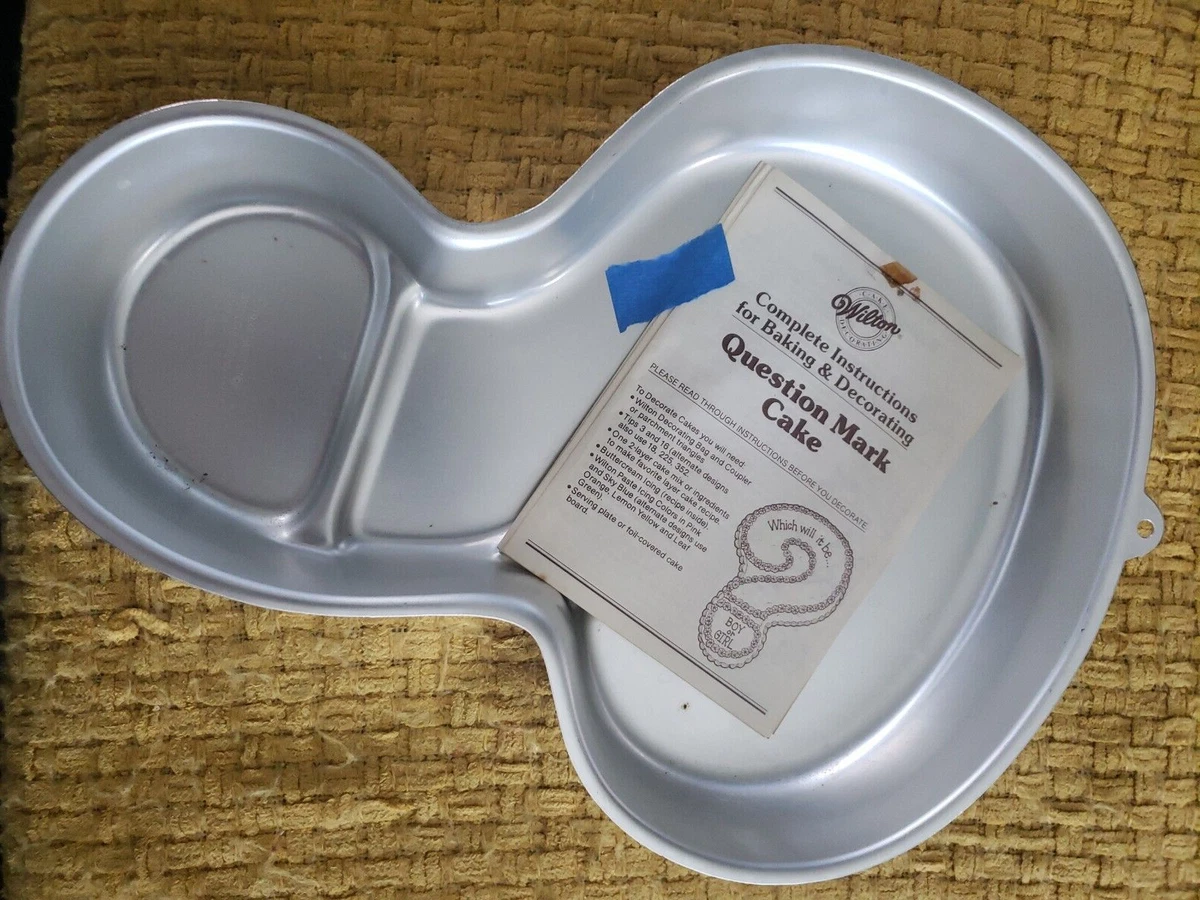 CAKE
Wilton
DECORATING
Complete Instructions
for Baking & Decorating
Question Mark
Cake
PLEASE READ THROUGH INSTRUCTIONS BEFORE YOU DECORATE
To Decorate Cakes you will need:
• Wilton Decorating Bag and Coupler
or parchment triangles
• Tips 3 and 16 (alternate designs
also use 18, 225, 352
• One 2-layer cake mix or ingredients
to make favorite layer cake recipe.
• Buttercream Icing (recipe inside)
• Wilton Paste Icing Colors in Pink
and Sky Blue (alternate designs use
Orange, Lemon Yellow and Leaf
Green).
• Serving plate or foil-covered cake
board.
Which will it be...
BOY
or
GIRL